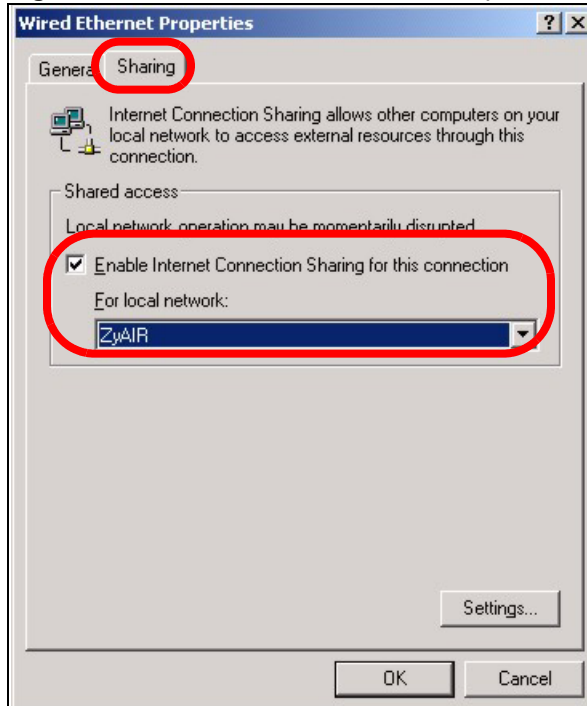 Wired Ethernet Properties
General
Sharing
Internet Connection Sharing allows other computers on your
local network to access external resources through this
connection.
Shared access
Local network operation may be momentarily disrupted
Enable Internet Connection Sharing for this connection
For local network:
ZyAIR
Settings...
OK
Cancel